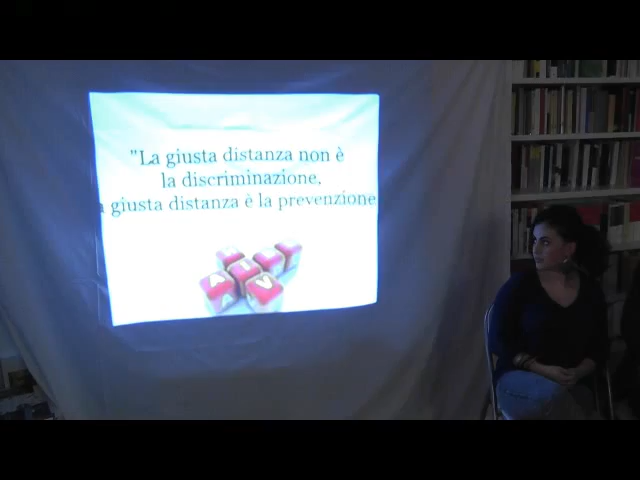 "La giusta distanza non è
la discriminazione.
a giusta distanza è la prevenzione
H
A I
A V